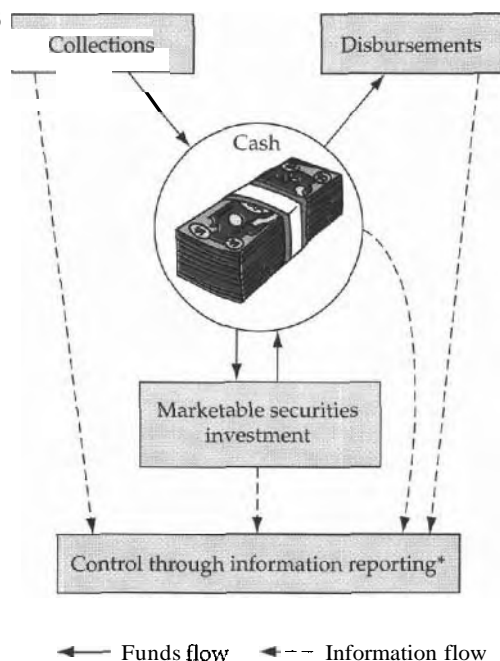 Collections
Disbursements
Cash
Marketable securities
investment
Control through information reporting*
Funds flow
Information flow